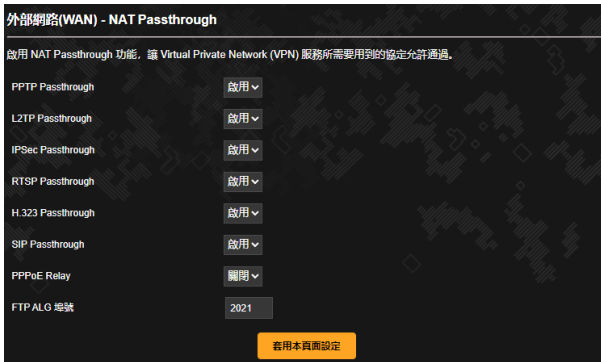 外部網路(WAN) - NAT Passthrough
啟用 NAT Passthrough 功能，讓 Virtual Private Network (VPN) 服務所需要用到的協定允許通過。
PPTP Passthrough 啟用
L2TP Passthrough 啟用
IPSec Passthrough 啟用
RTSP Passthrough 啟用
H.323 Passthrough 啟用
SIP Passthrough 啟用
PPPoE Relay 關閉
FTP ALG 埠號 2021
套用本頁面設定